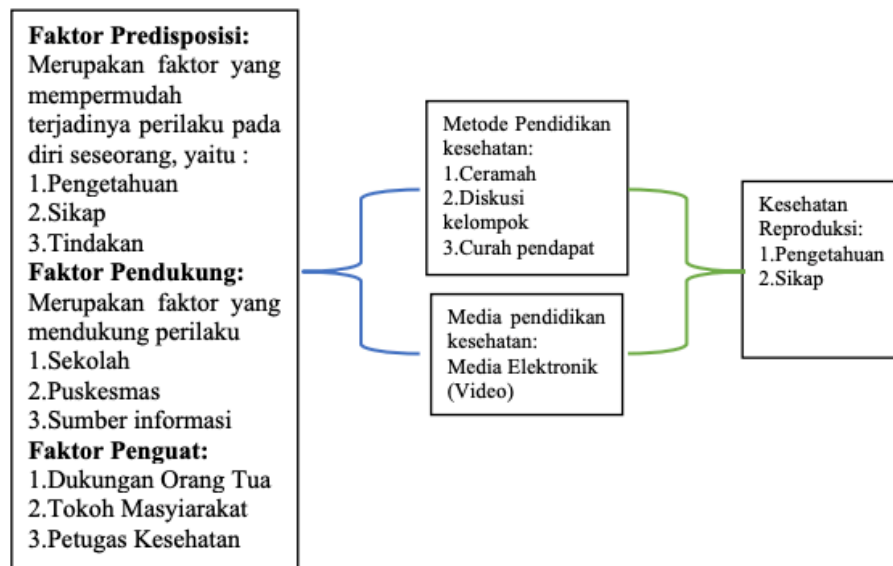 Faktor Predisposisi:
Merupakan faktor yang
mempermudah
terjadinya perilaku pada
diri seseorang, yaitu :
1.Pengetahuan
2.Sikap
3.Tindakan
Faktor Pendukung:
Merupakan faktor yang
mendukung perilaku
1.Sekolah
2.Puskesmas
3.Sumber informasi
Faktor Penguat:
1.Dukungan Orang Tua
2.Tokoh Masyiarakat
3.Petugas Kesehatan
Metode Pendidikan
kesehatan:
1.Ceramah
2.Diskusi
kelompok
3.Curah pendapat
Media pendidikan
kesehatan:
Media Elektronik
(Video)
Kesehatan
Reproduksi:
1.Pengetahuan
2.Sikap